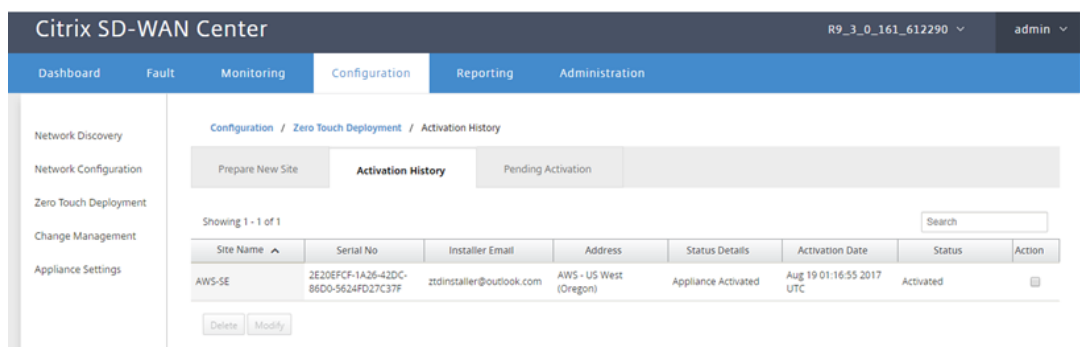 Citrix SD-WAN Center
R9_3_0_161_612290
admin
Dashboard Fault Monitoring Configuration Reporting Administration
Network Discovery
Network Configuration
Zero Touch Deployment
Change Management
Appliance Settings
Configuration / Zero Touch Deployment / Activation History
Prepare New Site Activation History Pending Activation
Showing 1 - 1 of 1
Search
Site Name Serial No Installer Email Address Status Details Activation Date Status Action
AWS-SE
2E20EFCF-1A26-42DC-
86D0-5624FD27C37F
ztdinstaller@outlook.com
AWS - US West
(Oregon)
Appliance Activated
Aug 19 01:16:55 2017
UTC
Activated
Delete Modify